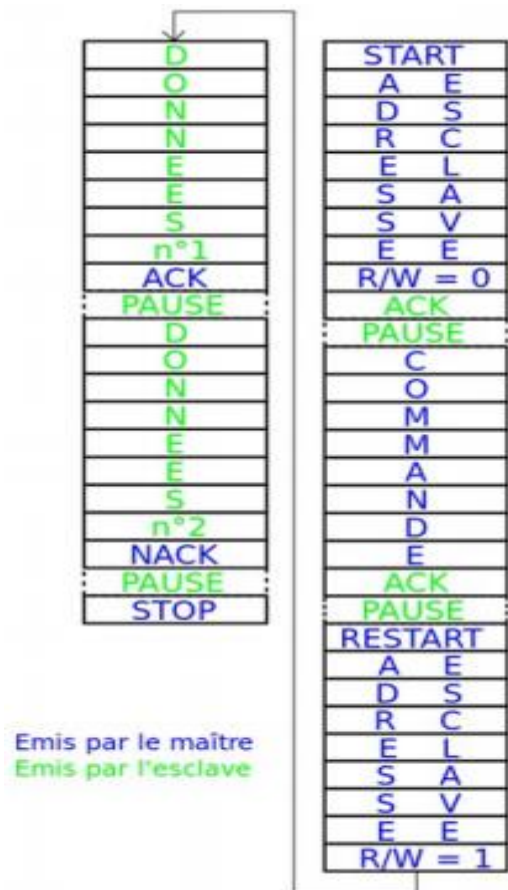 START
A E
D S
R C
E L
S A
S V
E E
R/W = 0
ACK
PAUSE
C
O
M
M
A
N
D
E
ACK
PAUSE
RESTART
A E
D S
R C
E L
S A
S V
E E
R/W = 1
D
O
N
N
E
E
S
n°1
ACK
PAUSE
D
O
N
N
E
E
S
n°2
NACK
PAUSE
STOP
Emis par le maître
Emis par l'esclave